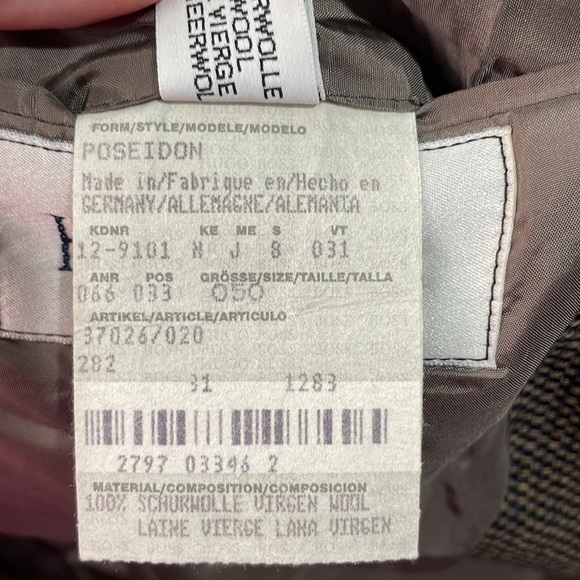 RWOLLE
WOOL
VIERGE
EERWOL
FORM/STYLE/MODELE/MODELO
POSEIDON
Made in/Fabrique en/Hecho en
GERMANY/ALLEMAGNE/ALEMANIA
KDNR KE ME S VT
12-9101 N J 8 031
ANR POS GRÖSSE/SIZE/TAILLE/TALLA
066 033 050
ARTIKEL/ARTICLE/ARTICULO
37026/020
282
31 1283
2797 03346 2
MATERIAL/COMPOSITION/COMPOSICION
100% SCHURWOLLE VIRGEN WOOL
LAINE VIERGE LANA VIRGEN